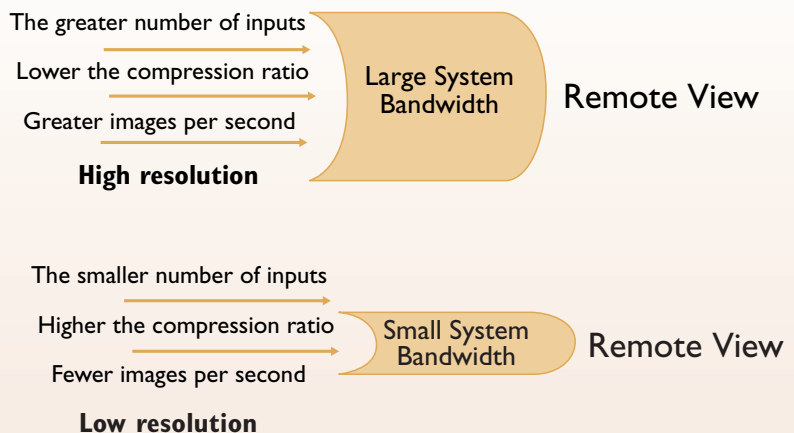 The greater number of inputs
Lower the compression ratio
Greater images per second
High resolution
Large System
Bandwidth
Remote View
The smaller number of inputs
Higher the compression ratio
Fewer images per second
Low resolution
Small System
Bandwidth
Remote View